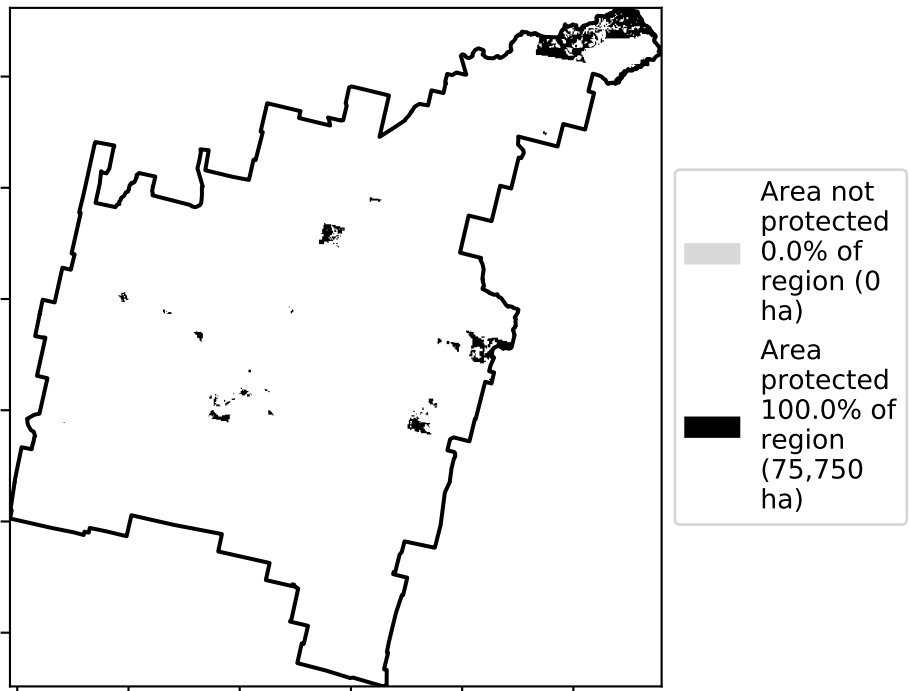 Area not
protected
0.0% of
region (0
ha)
Area
protected
100.0% of
region
(75,750
ha)